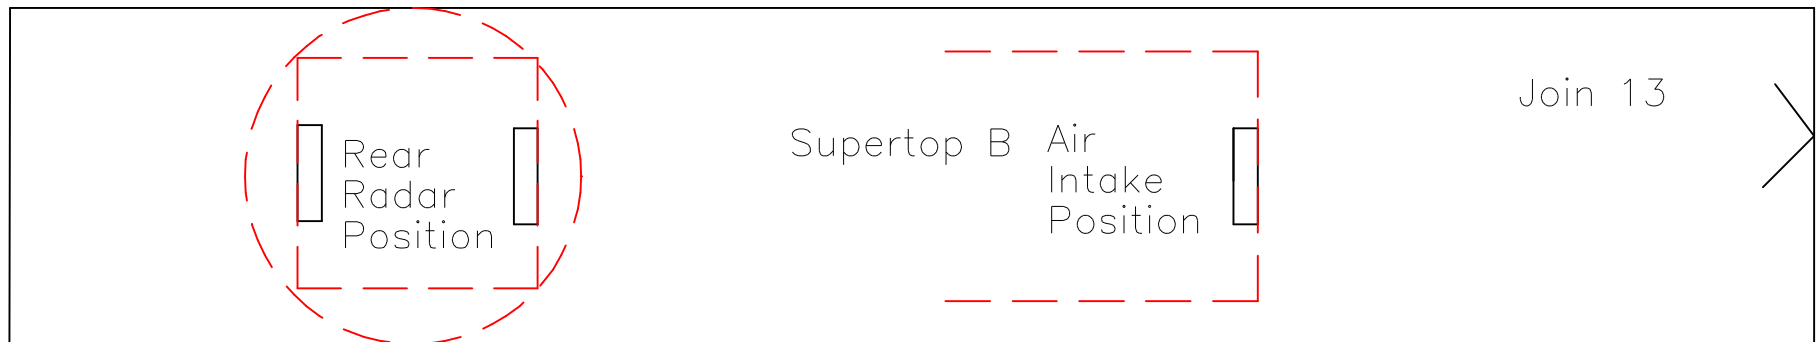 Rear
Radar
Position
Supertop B
Air
Intake
Position
Join 13